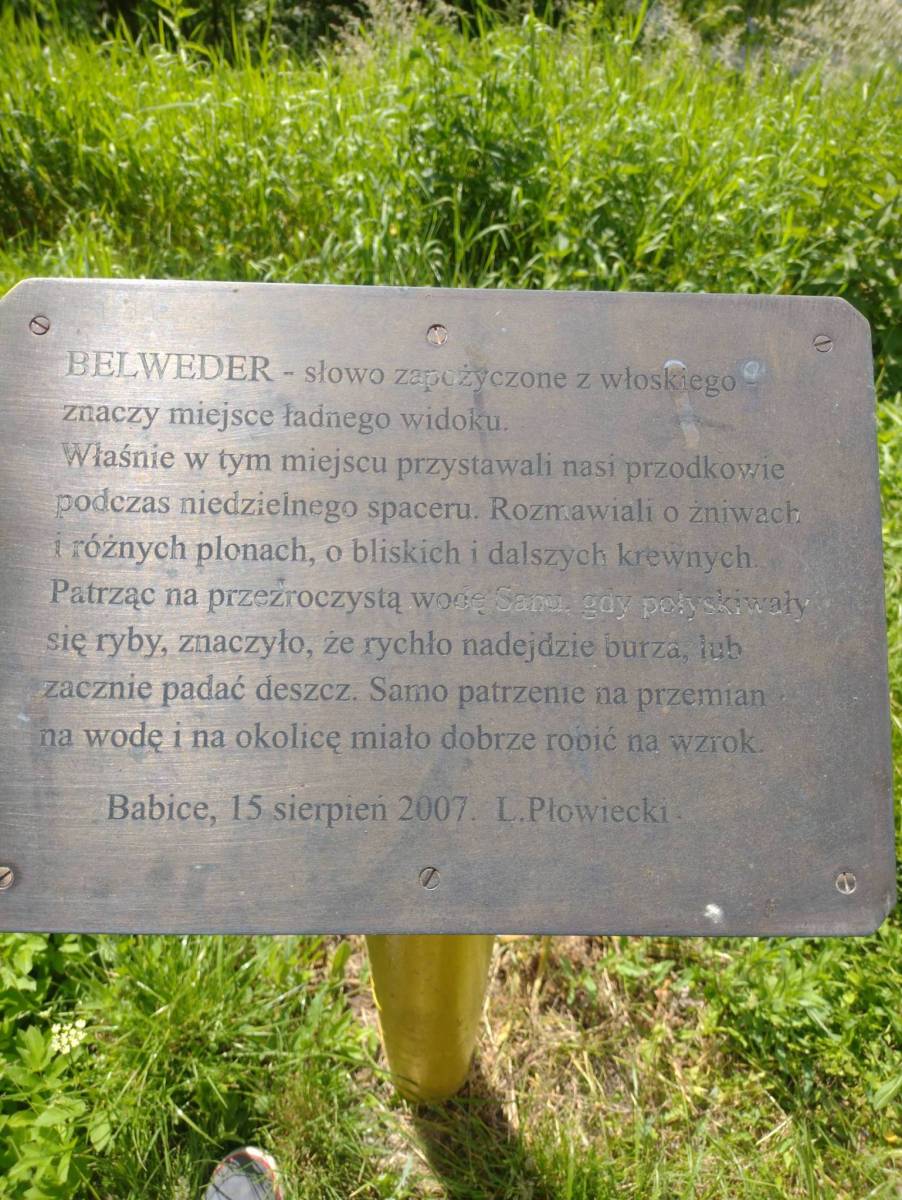 BELWEDER - słowo zapożyczone z włoskiego -
znaczy miejsce ładnego widoku.
Właśnie w tym miejscu przystawali nasi przodkowie
podczas niedzielnego spaceru. Rozmawiali o żniwach
i różnych plonach, o bliskich i dalszych krewnych.
Patrząc na przeźroczystą wodę Sanu, gdy połyskiwały
się ryby, znaczyło, że rychło nadejdzie burza, lub
zacznie padać deszcz. Samo patrzenie na przemian
na wodę i na okolicę miało dobrze robić na wzrok.
Babice, 15 sierpień 2007. L.Płowiecki